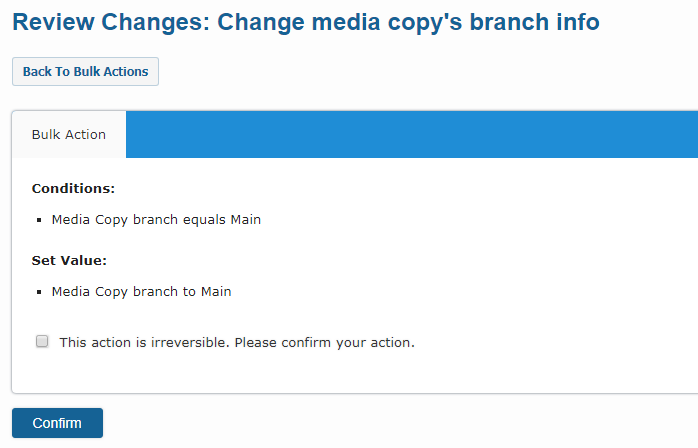 Review Changes: Change media copy's branch info
Back To Bulk Actions
Bulk Action
Conditions:
Media Copy branch equals Main
Set Value:
Media Copy branch to Main
This action is irreversible. Please confirm your action.
Confirm